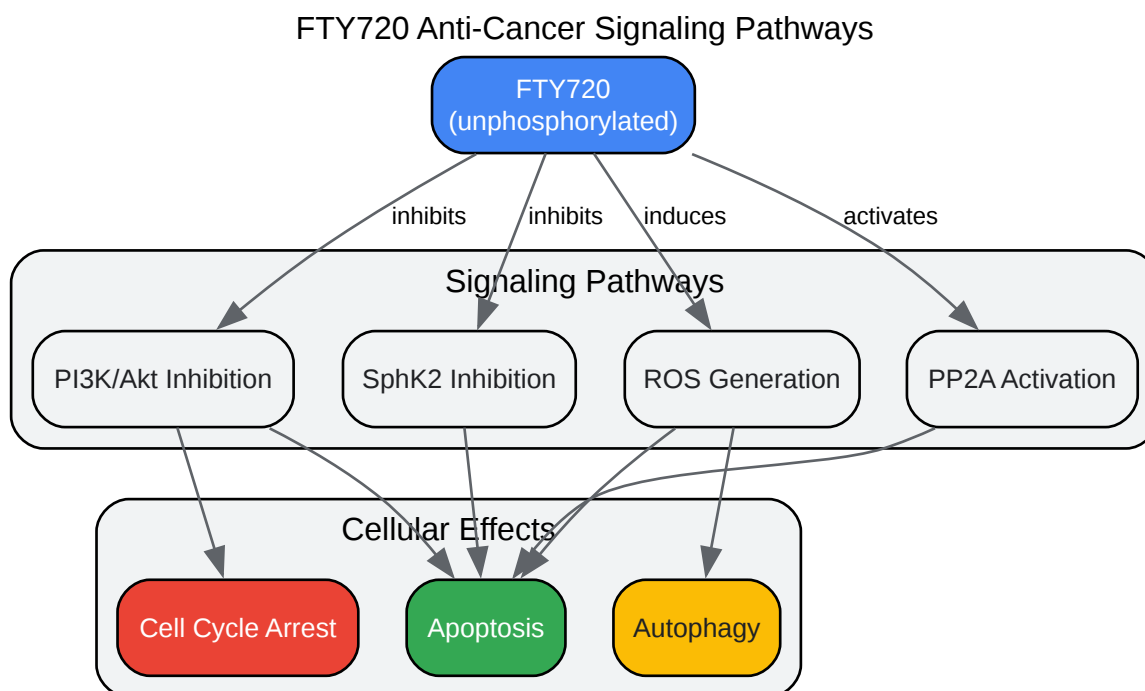 FTY720 Anti-Cancer Signaling Pathways
FTY720
(unphosphorylated)
inhibits
inhibits
induces
activates
Signaling Pathways
PI3K/Akt Inhibition
SphK2 Inhibition
ROS Generation
PP2A Activation
Cellular Effects
Cell Cycle Arrest
Apoptosis
Autophagy